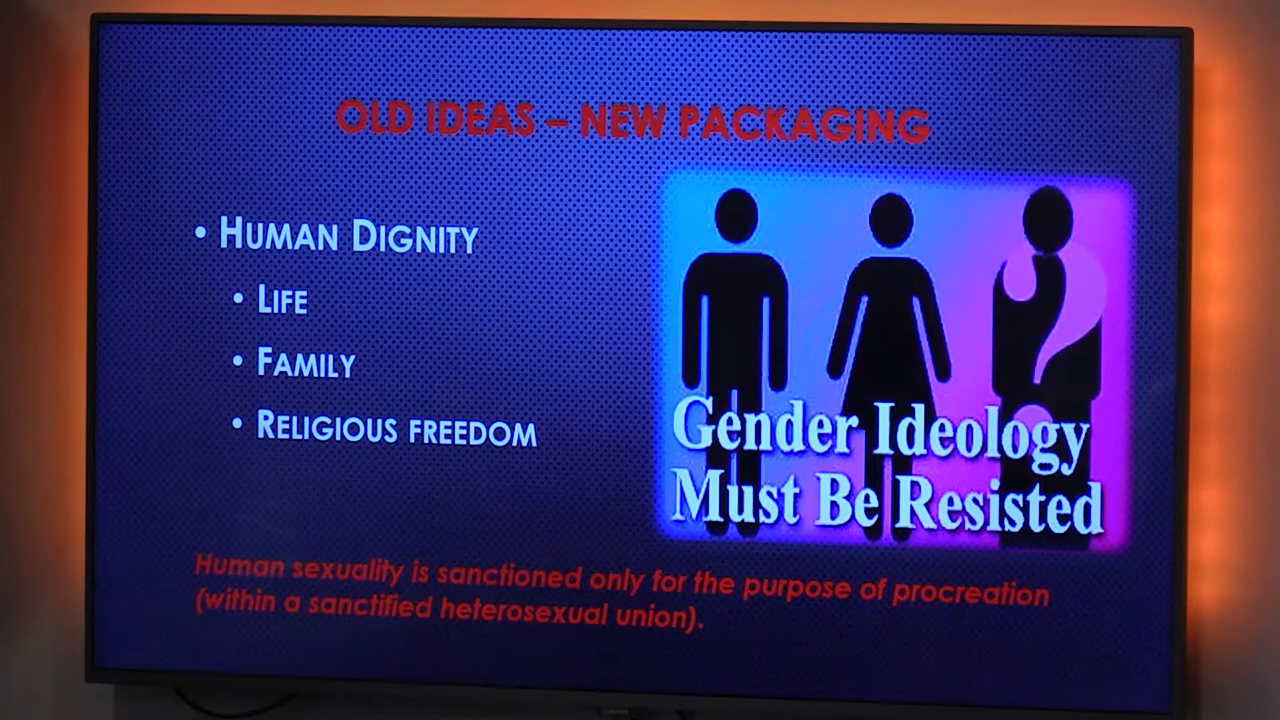 OLD IDEAS – NEW PACKAGING
• HUMAN DIGNITY
• LIFE
• FAMILY
• RELIGIOUS FREEDOM
Gender Ideology
Must Be Resisted
Human sexuality is sanctioned only for the purpose of procreation
(within a sanctified heterosexual union).